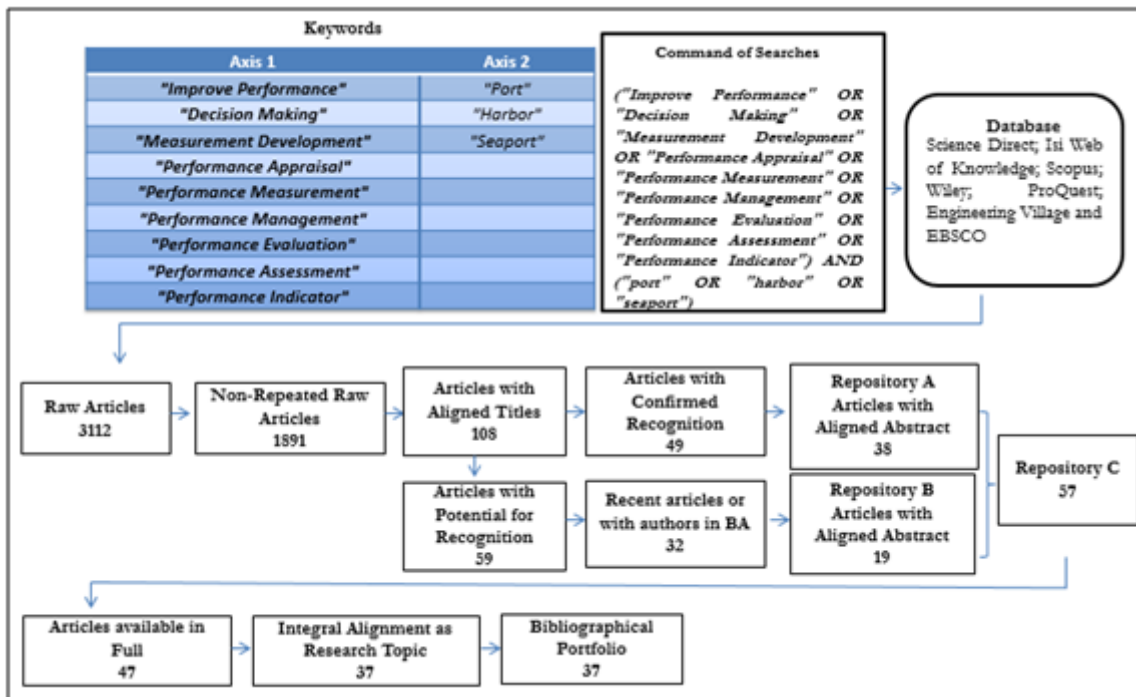 Keywords
Axis 1 Axis 2
"Improve Performance" "Port"
"Decision Making" "Harbor"
"Measurement Development" "Seaport"
"Performance Appraisal"
"Performance Measurement"
"Performance Management"
"Performance Evaluation"
"Performance Assessment"
"Performance Indicator"
Command of Searches
("Improve Performance" OR
"Decision Making" OR
"Measurement Development"
OR "Performance Appraisal" OR
"Performance Measurement" OR
"Performance Management" OR
"Performance Evaluation" OR
"Performance Assessment" OR
"Performance Indicator") AND
("port" OR "harbor" OR
"seaport")
Database
Science Direct; Isi Web
of Knowledge; Scopus;
Wiley; ProQuest;
Engineering Village and
EBSCO
Raw Articles
3112
Non-Repeated Raw
Articles
1891
Articles with
Aligned Titles
108
Articles with
Confirmed
Recognition
49
Repository A
Articles with
Aligned Abstract
38
Articles with
Potential for
Recognition
59
Recent articles or
with authors in BA
32
Repository B
Articles with
Aligned Abstract
19
Repository C
57
Articles available in
Full
47
Integral Alignment as
Research Topic
37
Bibliographical
Portfolio
37